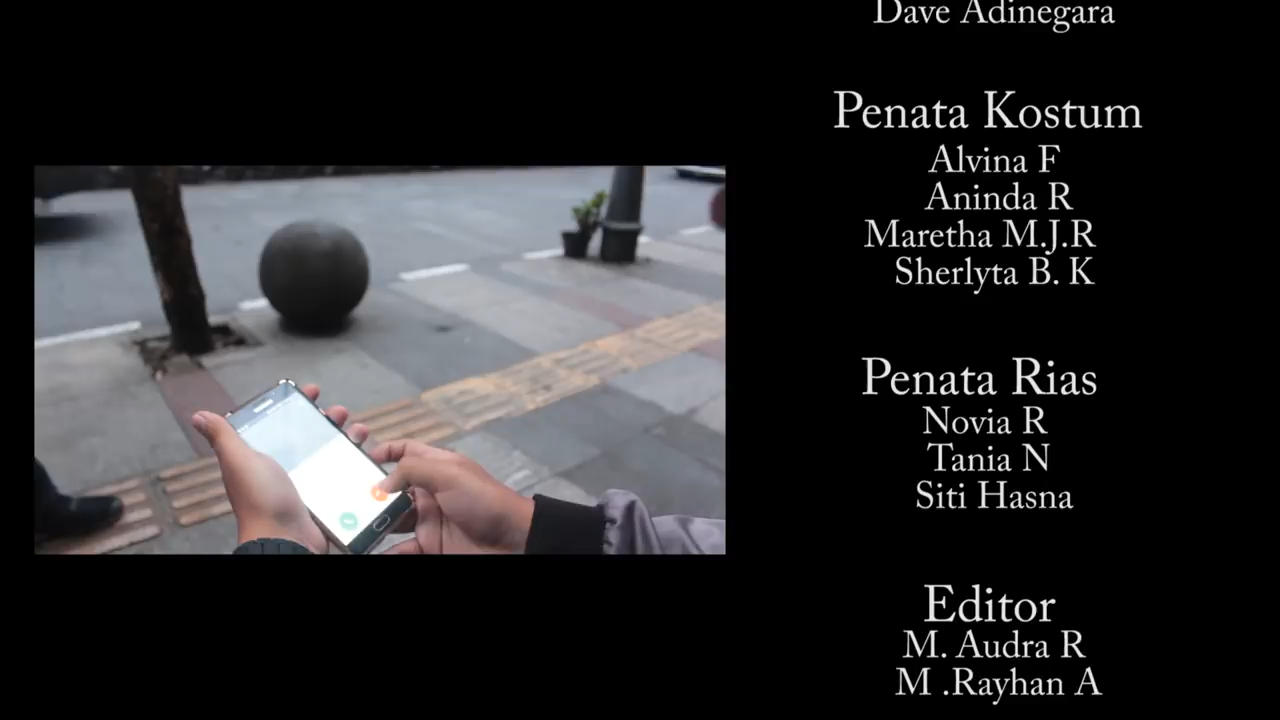 Dave Adinegara
Penata Kostum
Alvina F
Aninda R
Maretha M.J.R
Sherlyta B. K
Penata Rias
Novia R
Tania N
Siti Hasna
Editor
M. Audra R
M .Rayhan A